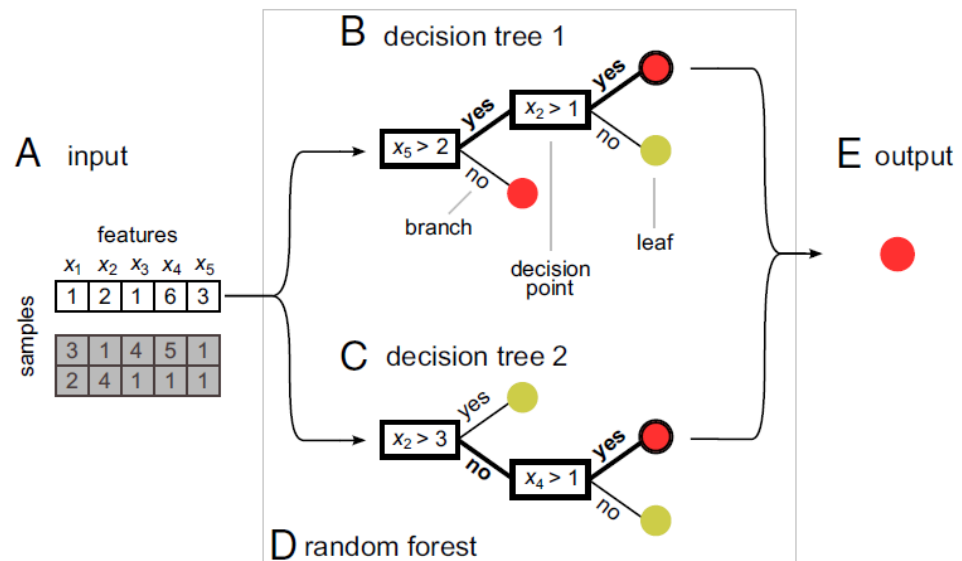 A input
features
x1 x2 x3 x4 x5
1 2 1 6 3
samples
3 1 4 5 1
2 4 1 1 1
B decision tree 1
x5 > 2
yes
no
x2 > 1
yes
no
branch
decision
point
leaf
C decision tree 2
x2 > 3
yes
no
x4 > 1
yes
no
D random forest
E output